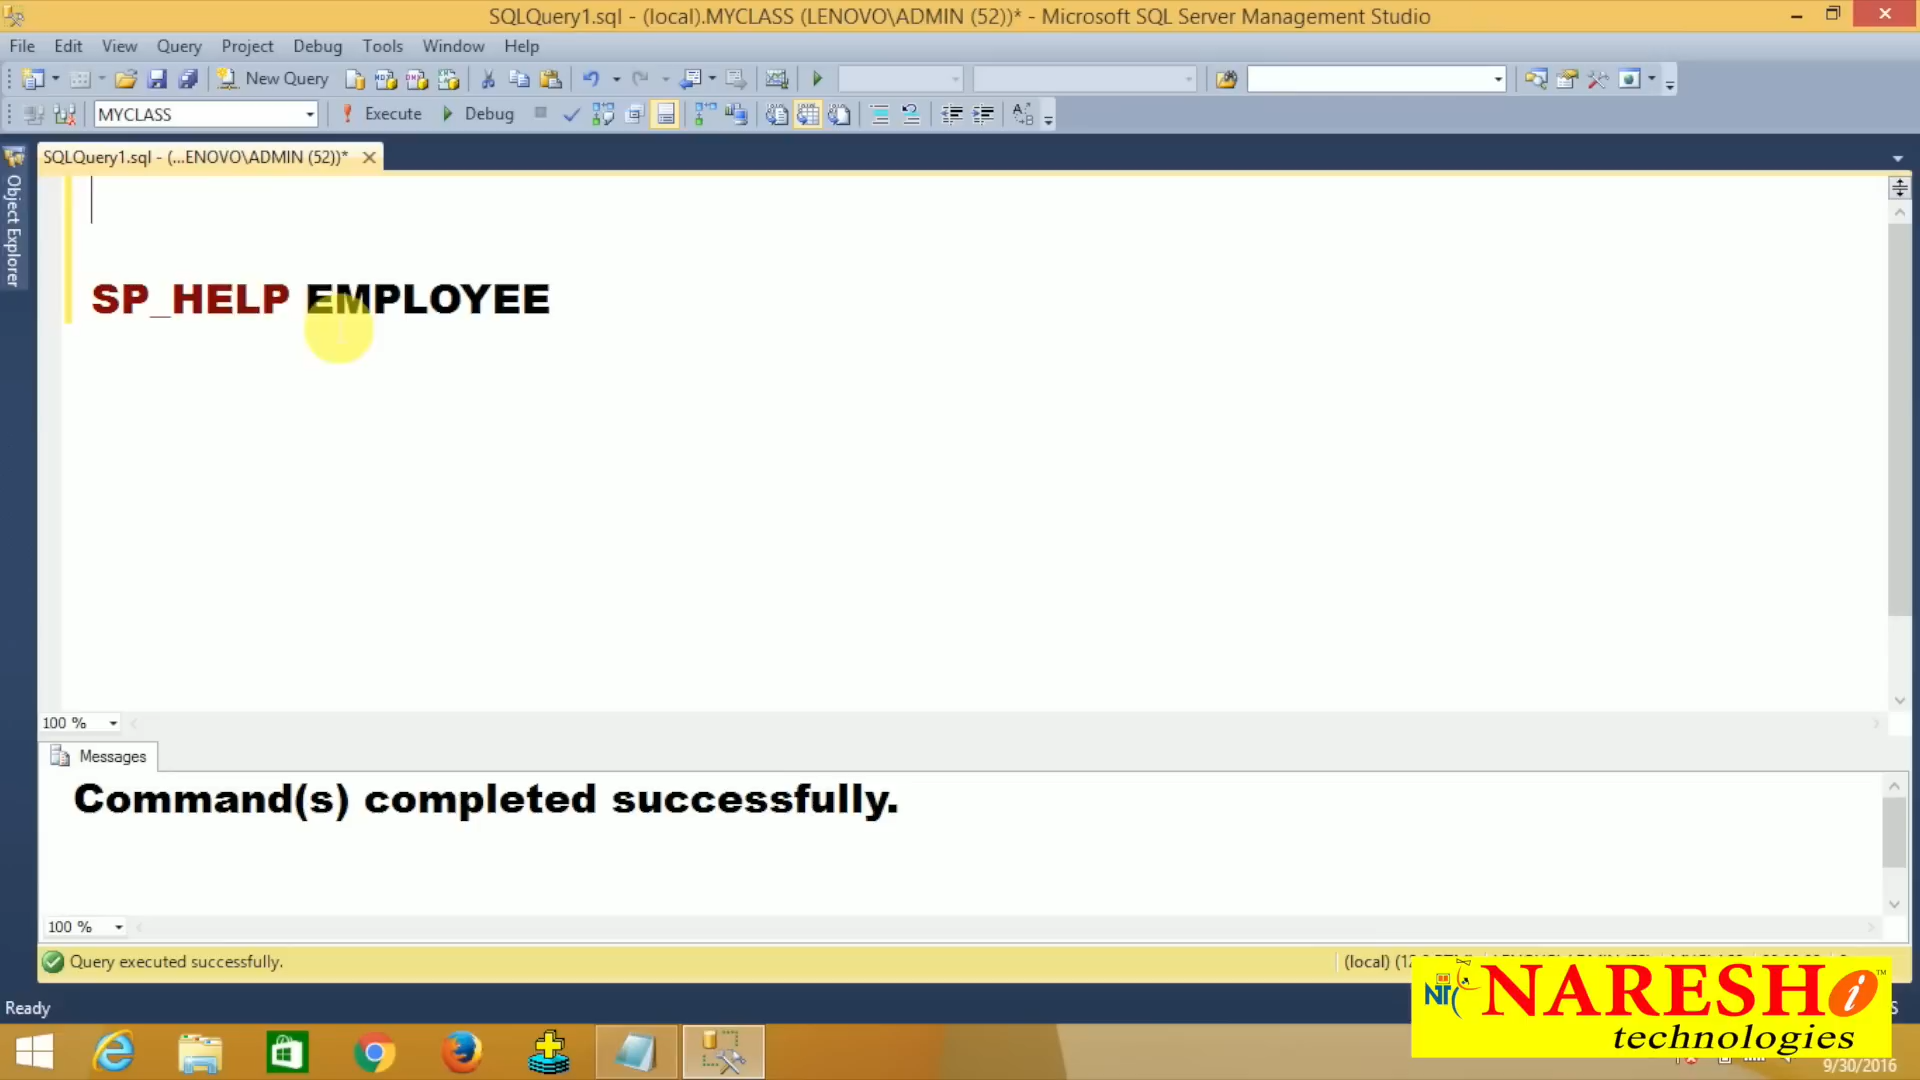 SQLQuery1.sql - (local).MYCLASS (LENOVO\ADMIN (52))* - Microsoft SQL Server Management Studio
File Edit View Query Project Debug Tools Window Help
New Query
MYCLASS Execute Debug
SQLQuery1.sql - (...ENOVO\ADMIN (52))*
Object Explorer
SP_HELP EMPLOYEE
100 %
Messages
Command(s) completed successfully.
100 %
Query executed successfully.
(local)
Ready
NARESH i ™
technologies
9/30/2016